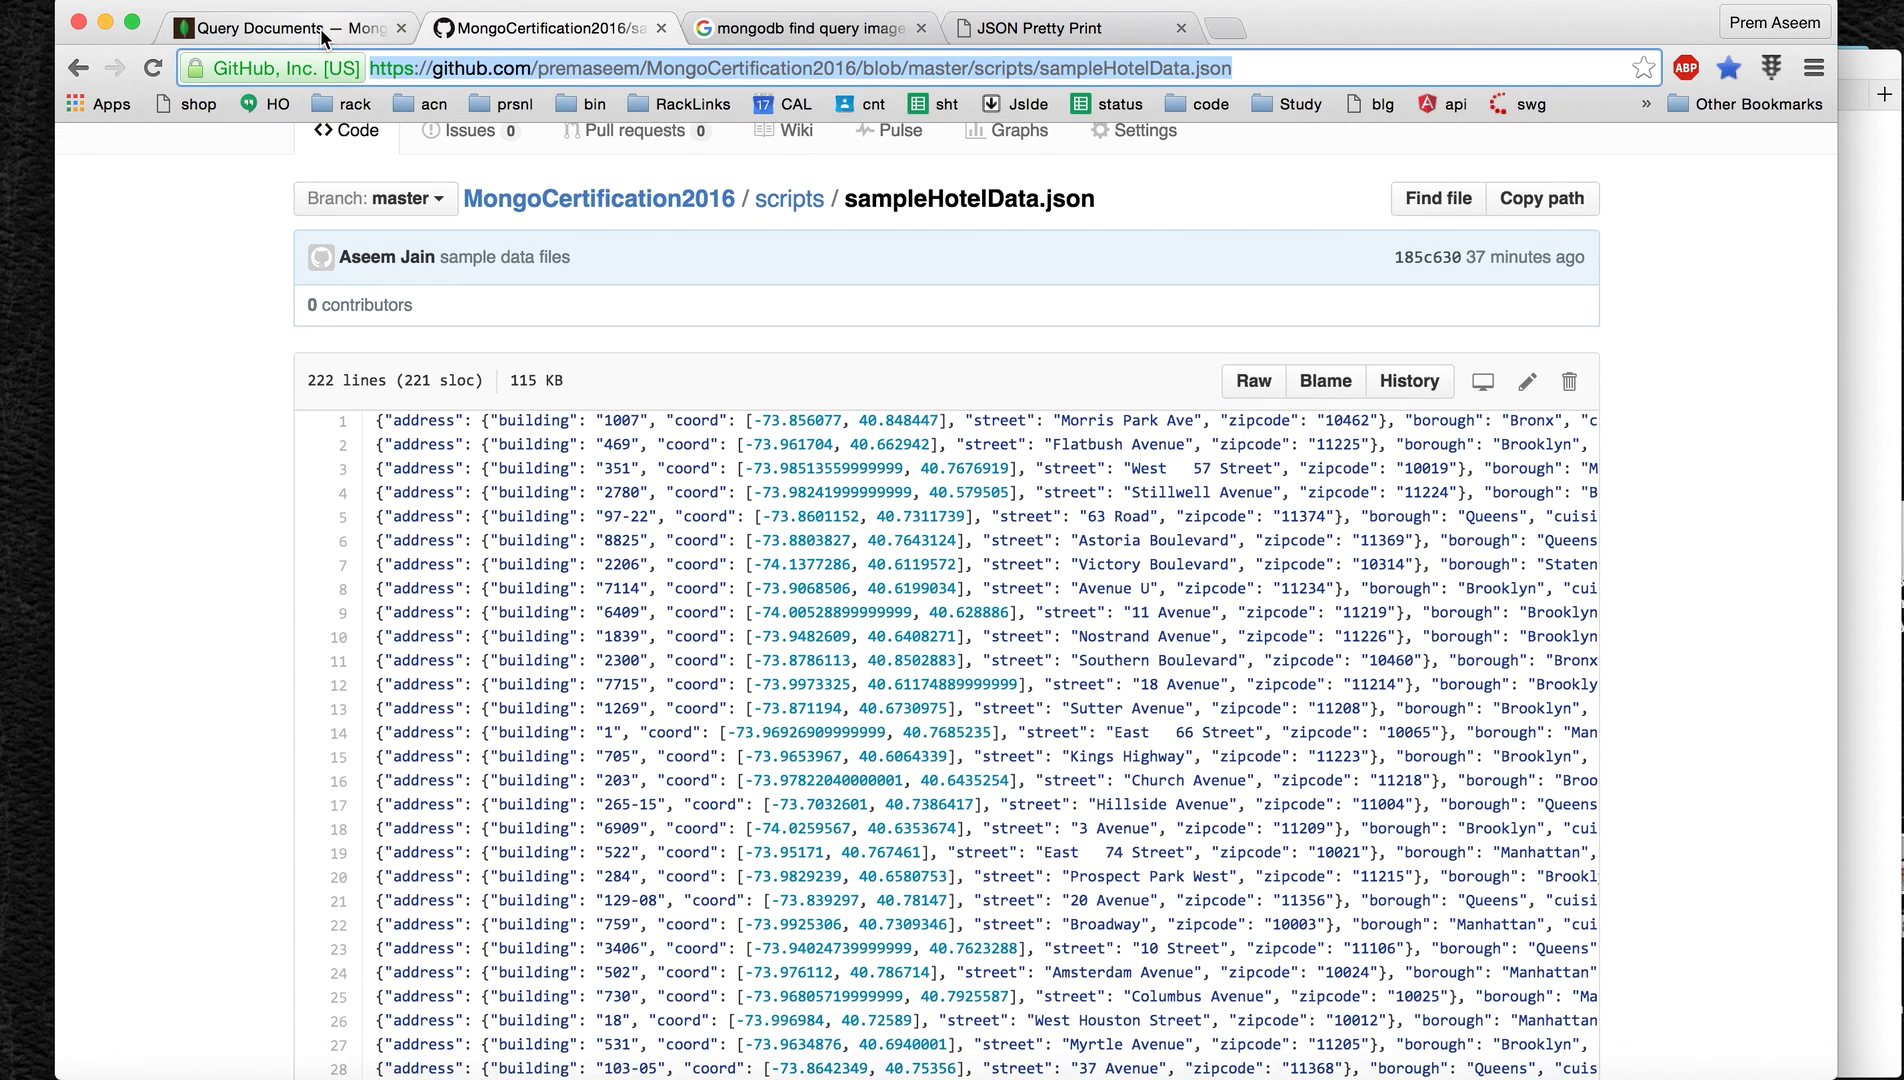 Query Documents — Mong
MongoCertification2016/sa
mongodb find query image
JSON Pretty Print
Prem Aseem
GitHub, Inc. [US]
https://github.com/premaseem/MongoCertification2016/blob/master/scripts/sampleHotelData.json
ABP
Apps shop HO rack acn prsnl bin RackLinks 17 CAL cnt sht JsIde status code Study blg api swg » Other Bookmarks
Code Issues 0 Pull requests 0 Wiki Pulse Graphs Settings
Branch: master MongoCertification2016 / scripts / sampleHotelData.json Find file Copy path
Aseem Jain sample data files 185c630 37 minutes ago
0 contributors
222 lines (221 sloc) 115 KB Raw Blame History
1 {"address": {"building": "1007", "coord": [-73.856077, 40.848447], "street": "Morris Park Ave", "zipcode": "10462"}, "borough": "Bronx", "c
2 {"address": {"building": "469", "coord": [-73.961704, 40.662942], "street": "Flatbush Avenue", "zipcode": "11225"}, "borough": "Brooklyn",
3 {"address": {"building": "351", "coord": [-73.98513559999999, 40.7676919], "street": "West   57 Street", "zipcode": "10019"}, "borough": "M
4 {"address": {"building": "2780", "coord": [-73.98241999999999, 40.579505], "street": "Stillwell Avenue", "zipcode": "11224"}, "borough": "B
5 {"address": {"building": "97-22", "coord": [-73.8601152, 40.7311739], "street": "63 Road", "zipcode": "11374"}, "borough": "Queens", "cuisi
6 {"address": {"building": "8825", "coord": [-73.8803827, 40.7643124], "street": "Astoria Boulevard", "zipcode": "11369"}, "borough": "Queens
7 {"address": {"building": "2206", "coord": [-74.1377286, 40.6119572], "street": "Victory Boulevard", "zipcode": "10314"}, "borough": "Staten
8 {"address": {"building": "7114", "coord": [-73.9068506, 40.6199034], "street": "Avenue U", "zipcode": "11234"}, "borough": "Brooklyn", "cui
9 {"address": {"building": "6409", "coord": [-74.00528899999999, 40.628886], "street": "11 Avenue", "zipcode": "11219"}, "borough": "Brooklyn
10 {"address": {"building": "1839", "coord": [-73.9482609, 40.6408271], "street": "Nostrand Avenue", "zipcode": "11226"}, "borough": "Brooklyn
11 {"address": {"building": "2300", "coord": [-73.8786113, 40.8502883], "street": "Southern Boulevard", "zipcode": "10460"}, "borough": "Bronx
12 {"address": {"building": "7715", "coord": [-73.9973325, 40.61174889999999], "street": "18 Avenue", "zipcode": "11214"}, "borough": "Brookly
13 {"address": {"building": "1269", "coord": [-73.871194, 40.6730975], "street": "Sutter Avenue", "zipcode": "11208"}, "borough": "Brooklyn",
14 {"address": {"building": "1", "coord": [-73.96926909999999, 40.7685235], "street": "East   66 Street", "zipcode": "10065"}, "borough": "Man
15 {"address": {"building": "705", "coord": [-73.9653967, 40.6064339], "street": "Kings Highway", "zipcode": "11223"}, "borough": "Brooklyn",
16 {"address": {"building": "203", "coord": [-73.97822040000001, 40.6435254], "street": "Church Avenue", "zipcode": "11218"}, "borough": "Broo
17 {"address": {"building": "265-15", "coord": [-73.7032601, 40.7386417], "street": "Hillside Avenue", "zipcode": "11004"}, "borough": "Queens
18 {"address": {"building": "6909", "coord": [-74.0259567, 40.6353674], "street": "3 Avenue", "zipcode": "11209"}, "borough": "Brooklyn", "cui
19 {"address": {"building": "522", "coord": [-73.95171, 40.767461], "street": "East   74 Street", "zipcode": "10021"}, "borough": "Manhattan",
20 {"address": {"building": "284", "coord": [-73.9829239, 40.6580753], "street": "Prospect Park West", "zipcode": "11215"}, "borough": "Brookl
21 {"address": {"building": "129-08", "coord": [-73.839297, 40.78147], "street": "20 Avenue", "zipcode": "11356"}, "borough": "Queens", "cuisi
22 {"address": {"building": "759", "coord": [-73.9925306, 40.7309346], "street": "Broadway", "zipcode": "10003"}, "borough": "Manhattan", "cui
23 {"address": {"building": "3406", "coord": [-73.94024739999999, 40.7623288], "street": "10 Street", "zipcode": "11106"}, "borough": "Queens"
24 {"address": {"building": "502", "coord": [-73.976112, 40.786714], "street": "Amsterdam Avenue", "zipcode": "10024"}, "borough": "Manhattan"
25 {"address": {"building": "730", "coord": [-73.96805719999999, 40.7925587], "street": "Columbus Avenue", "zipcode": "10025"}, "borough": "Ma
26 {"address": {"building": "18", "coord": [-73.996984, 40.72589], "street": "West Houston Street", "zipcode": "10012"}, "borough": "Manhattan
27 {"address": {"building": "531", "coord": [-73.9634876, 40.6940001], "street": "Myrtle Avenue", "zipcode": "11205"}, "borough": "Brooklyn",
28 {"address": {"building": "103-05", "coord": [-73.8642349, 40.75356], "street": "37 Avenue", "zipcode": "11368"}, "borough": "Queens", "cuis